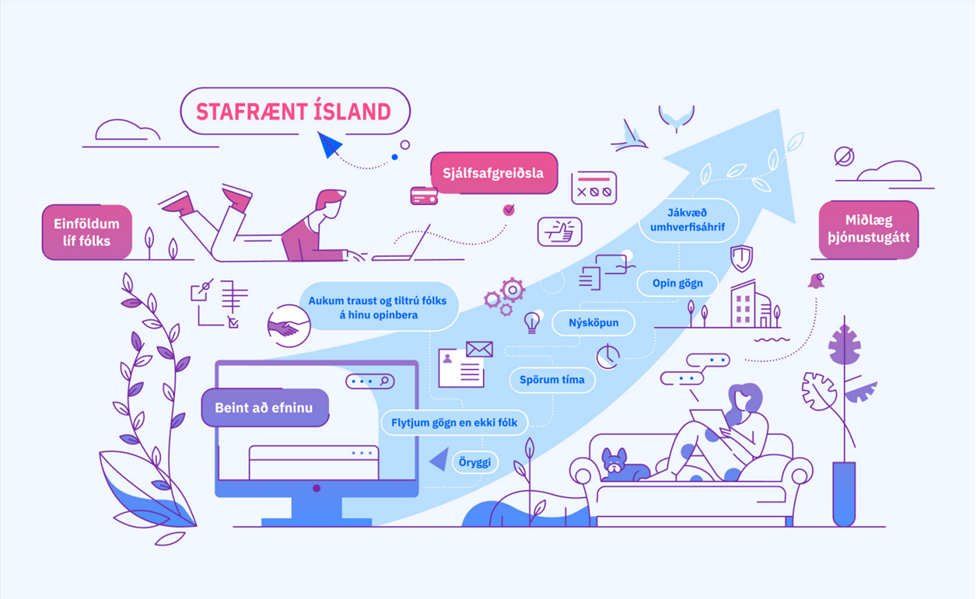 STAFRÆNT ÍSLAND
Sjálfsafgreiðsla
Einföldum
líf fólks
Jákvæð
umhverfisáhrif
Miðlæg
þjónustugátt
Opin gögn
Aukum traust og tiltrú fólks
á hinu opinbera
Nýsköpun
Spörum tíma
Beint að efninu
Flytjum gögn en ekki fólk
Öryggi